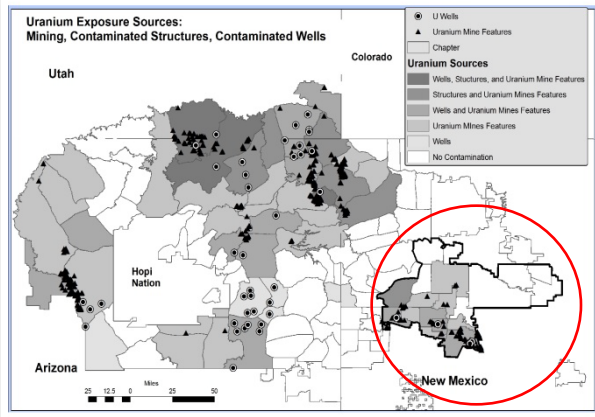 Uranium Exposure Sources:
Mining, Contaminated Structures, Contaminated Wells
Utah
Colorado
U Wells
Uranium Mine Features
Chapter
Uranium Sources
Wells, Stuctures, and Uranium Mine Features
Structures and Uranium Mines Features
Wells and Uranium Mines Features
Uranium MInes Features
Wells
No Contamination
Hopi
Nation
Arizona
New Mexico
Miles
25 12.5 0 25 50